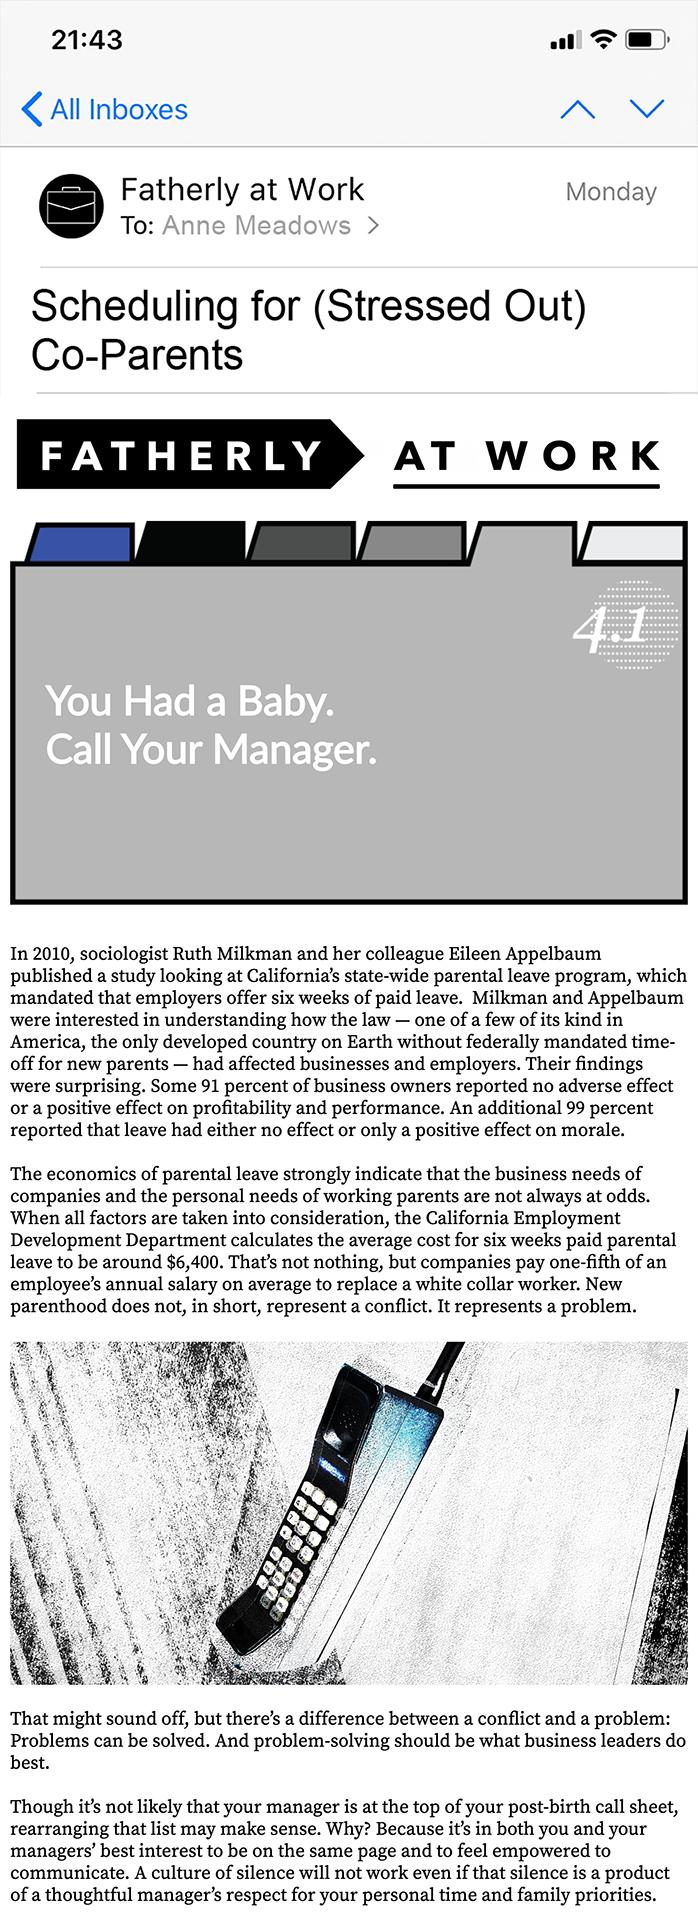 21:43
All Inboxes
Fatherly at Work
Monday
To: Anne Meadows
Scheduling for (Stressed Out)
Co-Parents
FATHERLY AT WORK
4.1
You Had a Baby.
Call Your Manager.
In 2010, sociologist Ruth Milkman and her colleague Eileen Appelbaum
published a study looking at California’s state-wide parental leave program, which
mandated that employers offer six weeks of paid leave.  Milkman and Appelbaum
were interested in understanding how the law — one of a few of its kind in
America, the only developed country on Earth without federally mandated time-
off for new parents — had affected businesses and employers. Their findings
were surprising. Some 91 percent of business owners reported no adverse effect
or a positive effect on profitability and performance. An additional 99 percent
reported that leave had either no effect or only a positive effect on morale.
The economics of parental leave strongly indicate that the business needs of
companies and the personal needs of working parents are not always at odds.
When all factors are taken into consideration, the California Employment
Development Department calculates the average cost for six weeks paid parental
leave to be around $6,400. That’s not nothing, but companies pay one-fifth of an
employee’s annual salary on average to replace a white collar worker. New
parenthood does not, in short, represent a conflict. It represents a problem.
That might sound off, but there’s a difference between a conflict and a problem:
Problems can be solved. And problem-solving should be what business leaders do
best.
Though it’s not likely that your manager is at the top of your post-birth call sheet,
rearranging that list may make sense. Why? Because it’s in both you and your
managers’ best interest to be on the same page and to feel empowered to
communicate. A culture of silence will not work even if that silence is a product
of a thoughtful manager’s respect for your personal time and family priorities.